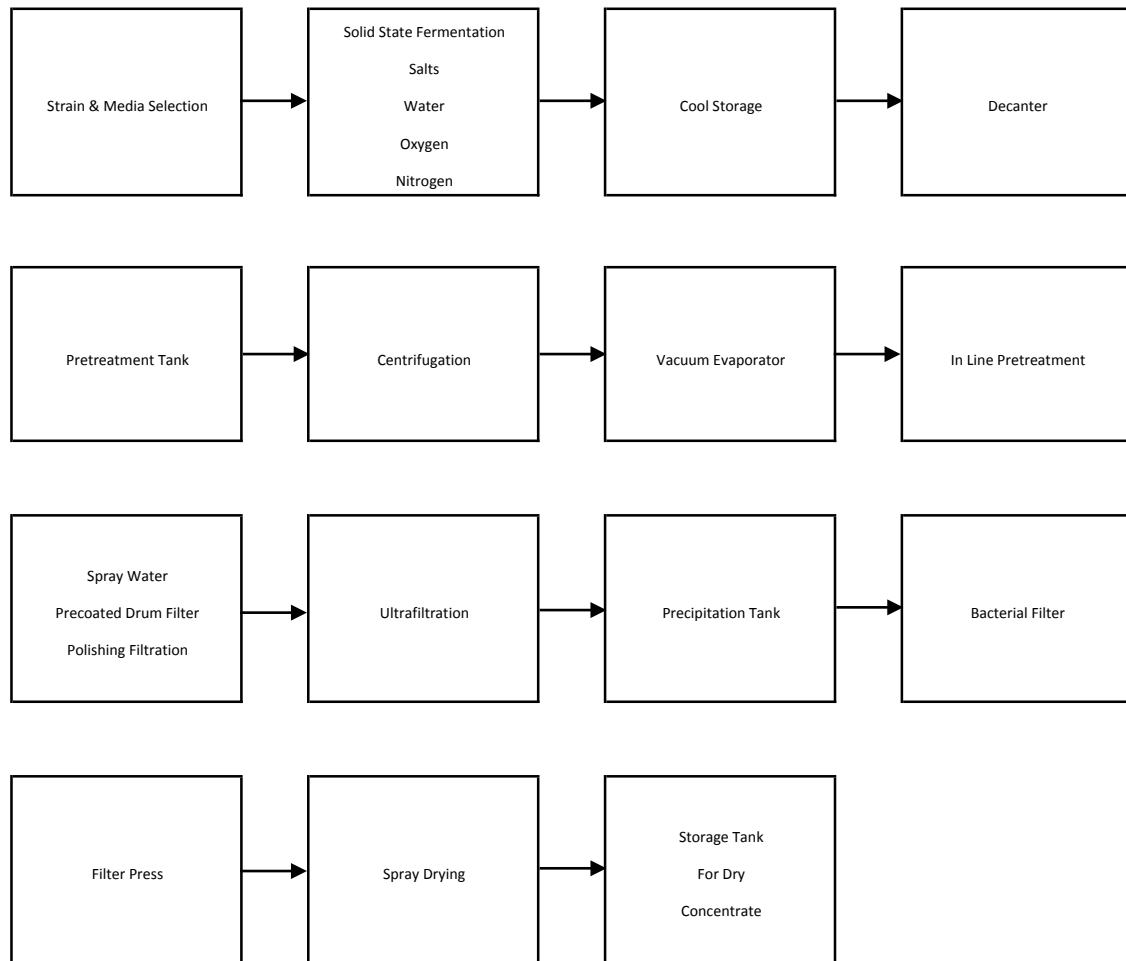 Strain & Media Selection
Solid State Fermentation
Salts
Water
Oxygen
Nitrogen
Cool Storage
Decanter
Pretreatment Tank
Centrifugation
Vacuum Evaporator
In Line Pretreatment
Spray Water
Precoated Drum Filter
Polishing Filtration
Ultrafiltration
Precipitation Tank
Bacterial Filter
Filter Press
Spray Drying
Storage Tank
For Dry
Concentrate